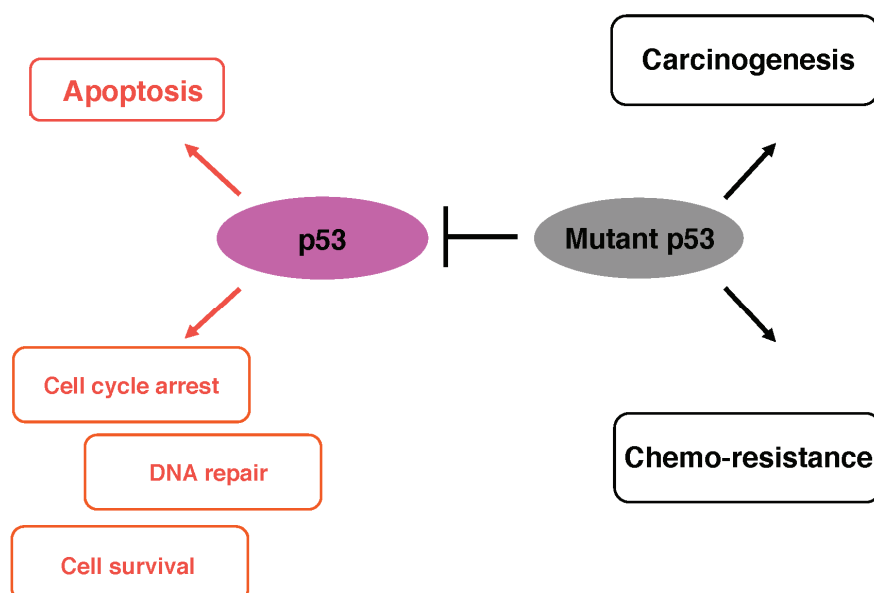 Carcinogenesis
Apoptosis
p53
Mutant p53
Cell cycle arrest
Chemo-resistance
DNA repair
Cell survival